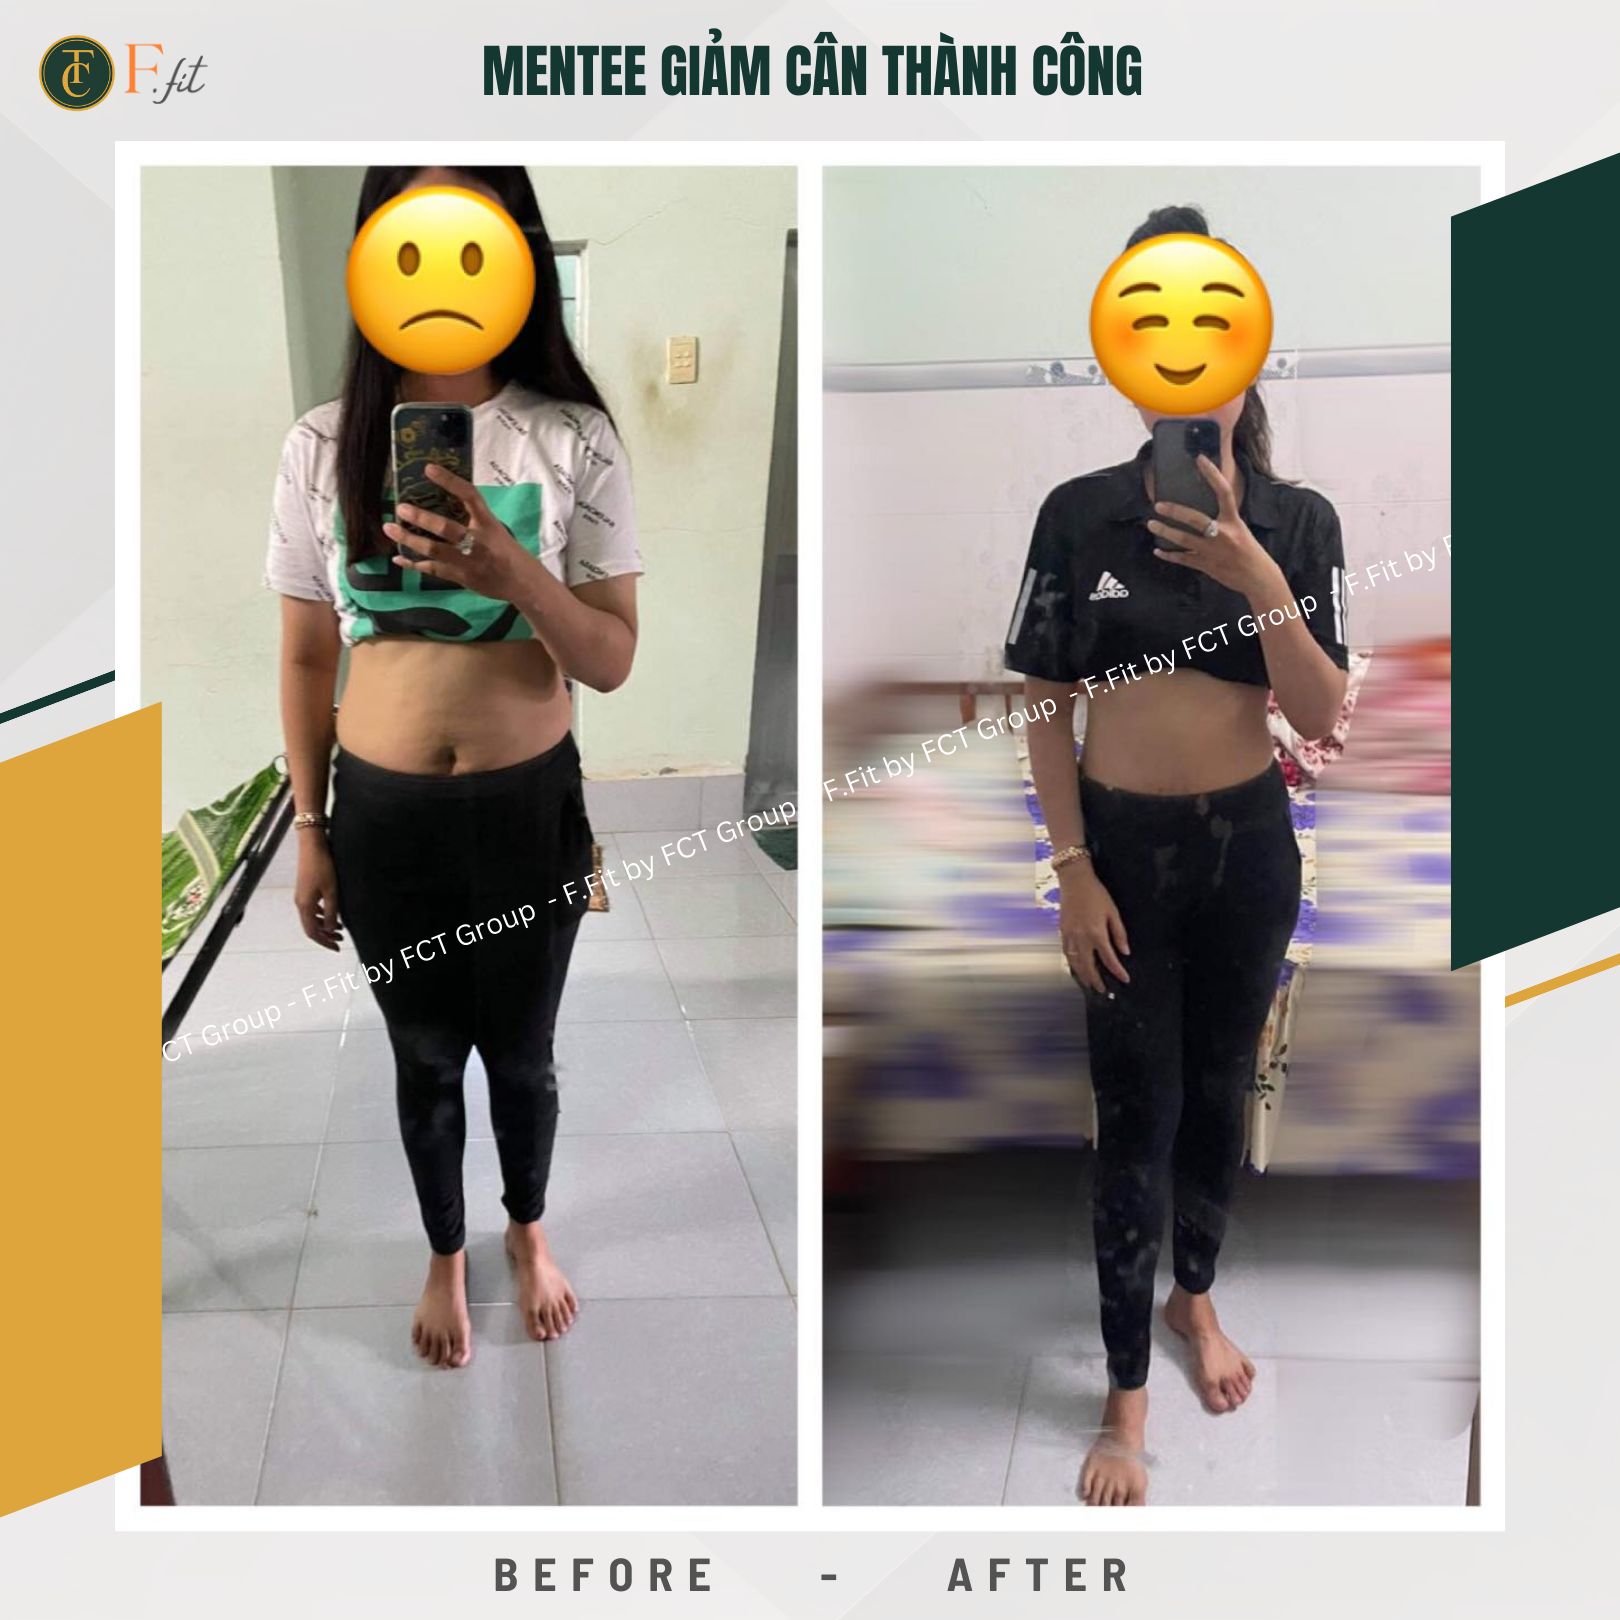 F.fit
MENTEE GIẢM CÂN THÀNH CÔNG
adidas
CT Group - F.Fit by FCT Group - F.Fit by FCT Group - F.Fit by FCT Group - F.Fit by FCT Group - F.Fit by F
BEFORE - AFTER